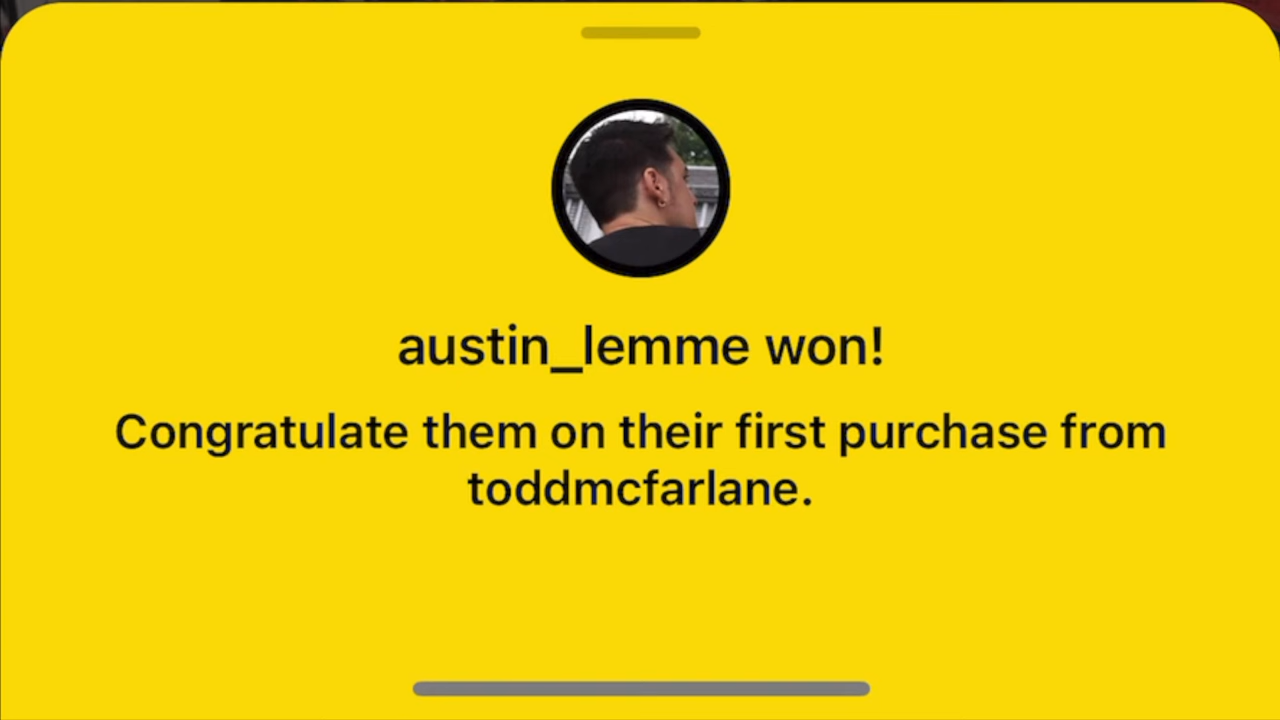 austin_lemme won!
Congratulate them on their first purchase from
toddmcfarlane.